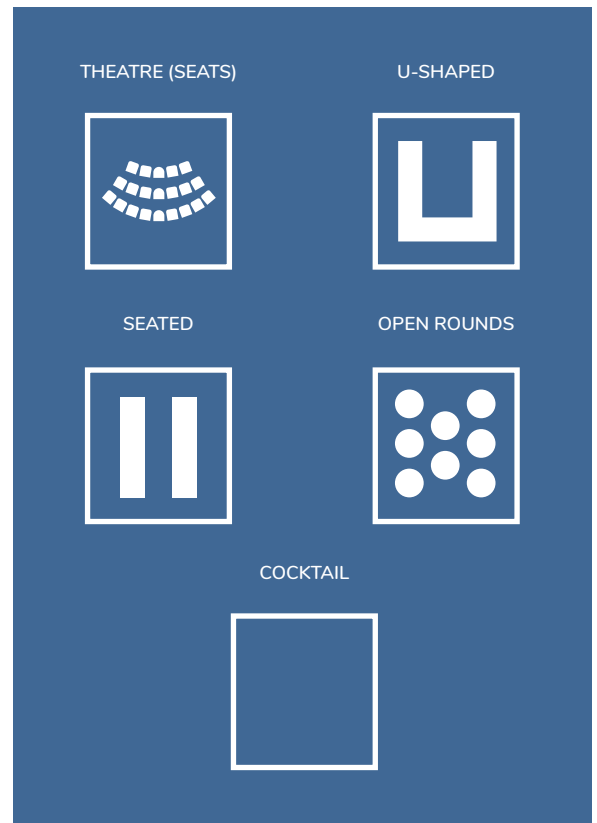 THEATRE (SEATS)
U-SHAPED
SEATED
OPEN ROUNDS
COCKTAIL